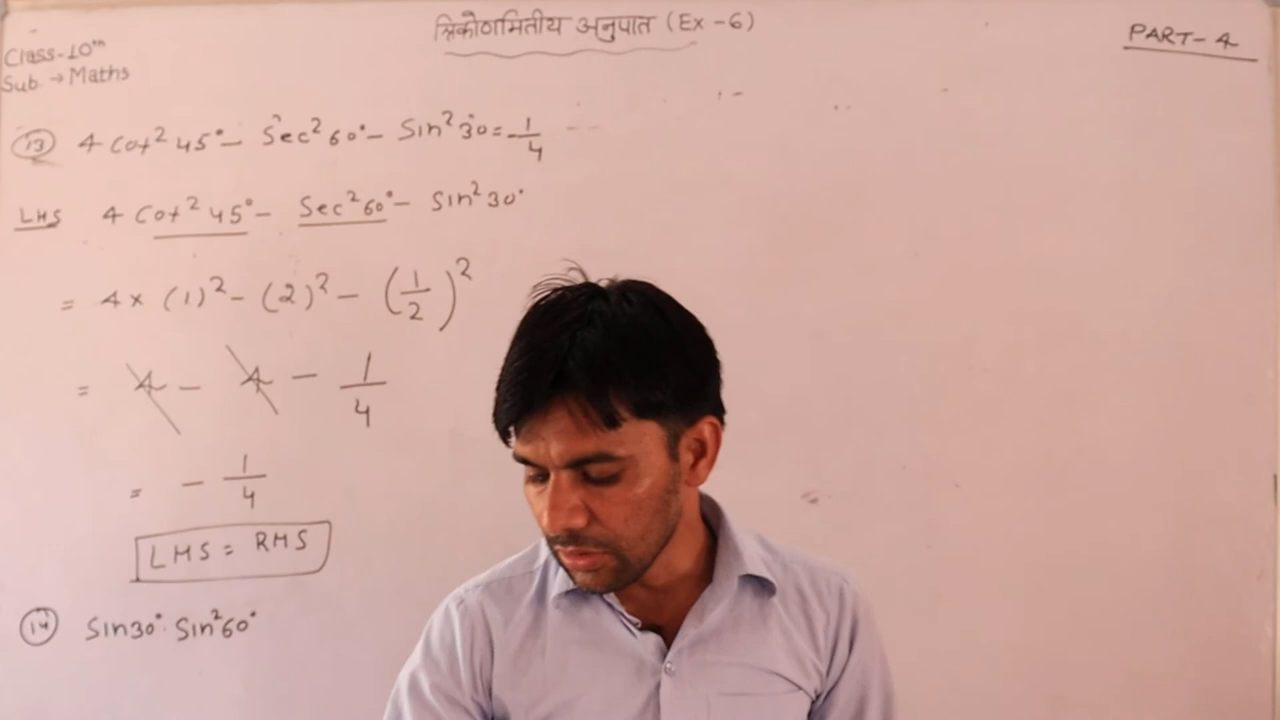 त्रिकोणमितीय अनुपात (Ex-6)
PART-4
Class-10th
Sub → Maths
(13) 4 Cot² 45° - Sec² 60° - Sin² 30° = -1/4
LHS 4 Cot² 45° - Sec² 60° - Sin² 30°
= 4 × (1)² - (2)² - (1/2)²
= 4 - 4 - 1/4
= - 1/4
LHS = RHS
(14) Sin30°. Sin²60°